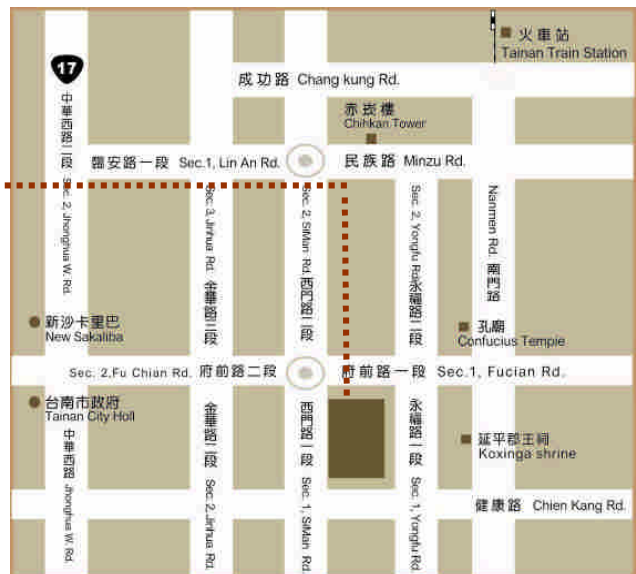 火車站
Tainan Train Station
17
成功路 Chang kung Rd.
赤崁樓
Chihkan Tower
臨安路一段 Sec.1, Lin An Rd.
民族路 Minzu Rd.
中華西路二段 Sec. 2, Jhonghua W. Rd.
Sec. 3, Jinhua Rd. 金華路三段
Sec. 2, SiMan Rd. 西門路二段
Sec. 2, Yongfu Rd. 永福路二段
Nanmen Rd. 南門路
新沙卡里巴
New Sakaliba
孔廟
Confucius Tempie
Sec. 2,Fu Chian Rd. 府前路二段
府前路一段 Sec.1, Fucian Rd.
台南市政府
Tainan City Holl
中華西路 Jhonghua W. Rd.
金華路二段 Sec. 2, Jinhua Rd.
西門路一段 Sec. 1, SiMan Rd.
永福路一段 Sec. 1, Yongfu Rd.
延平郡王祠
Koxinga shrine
健康路 Chien Kang Rd.